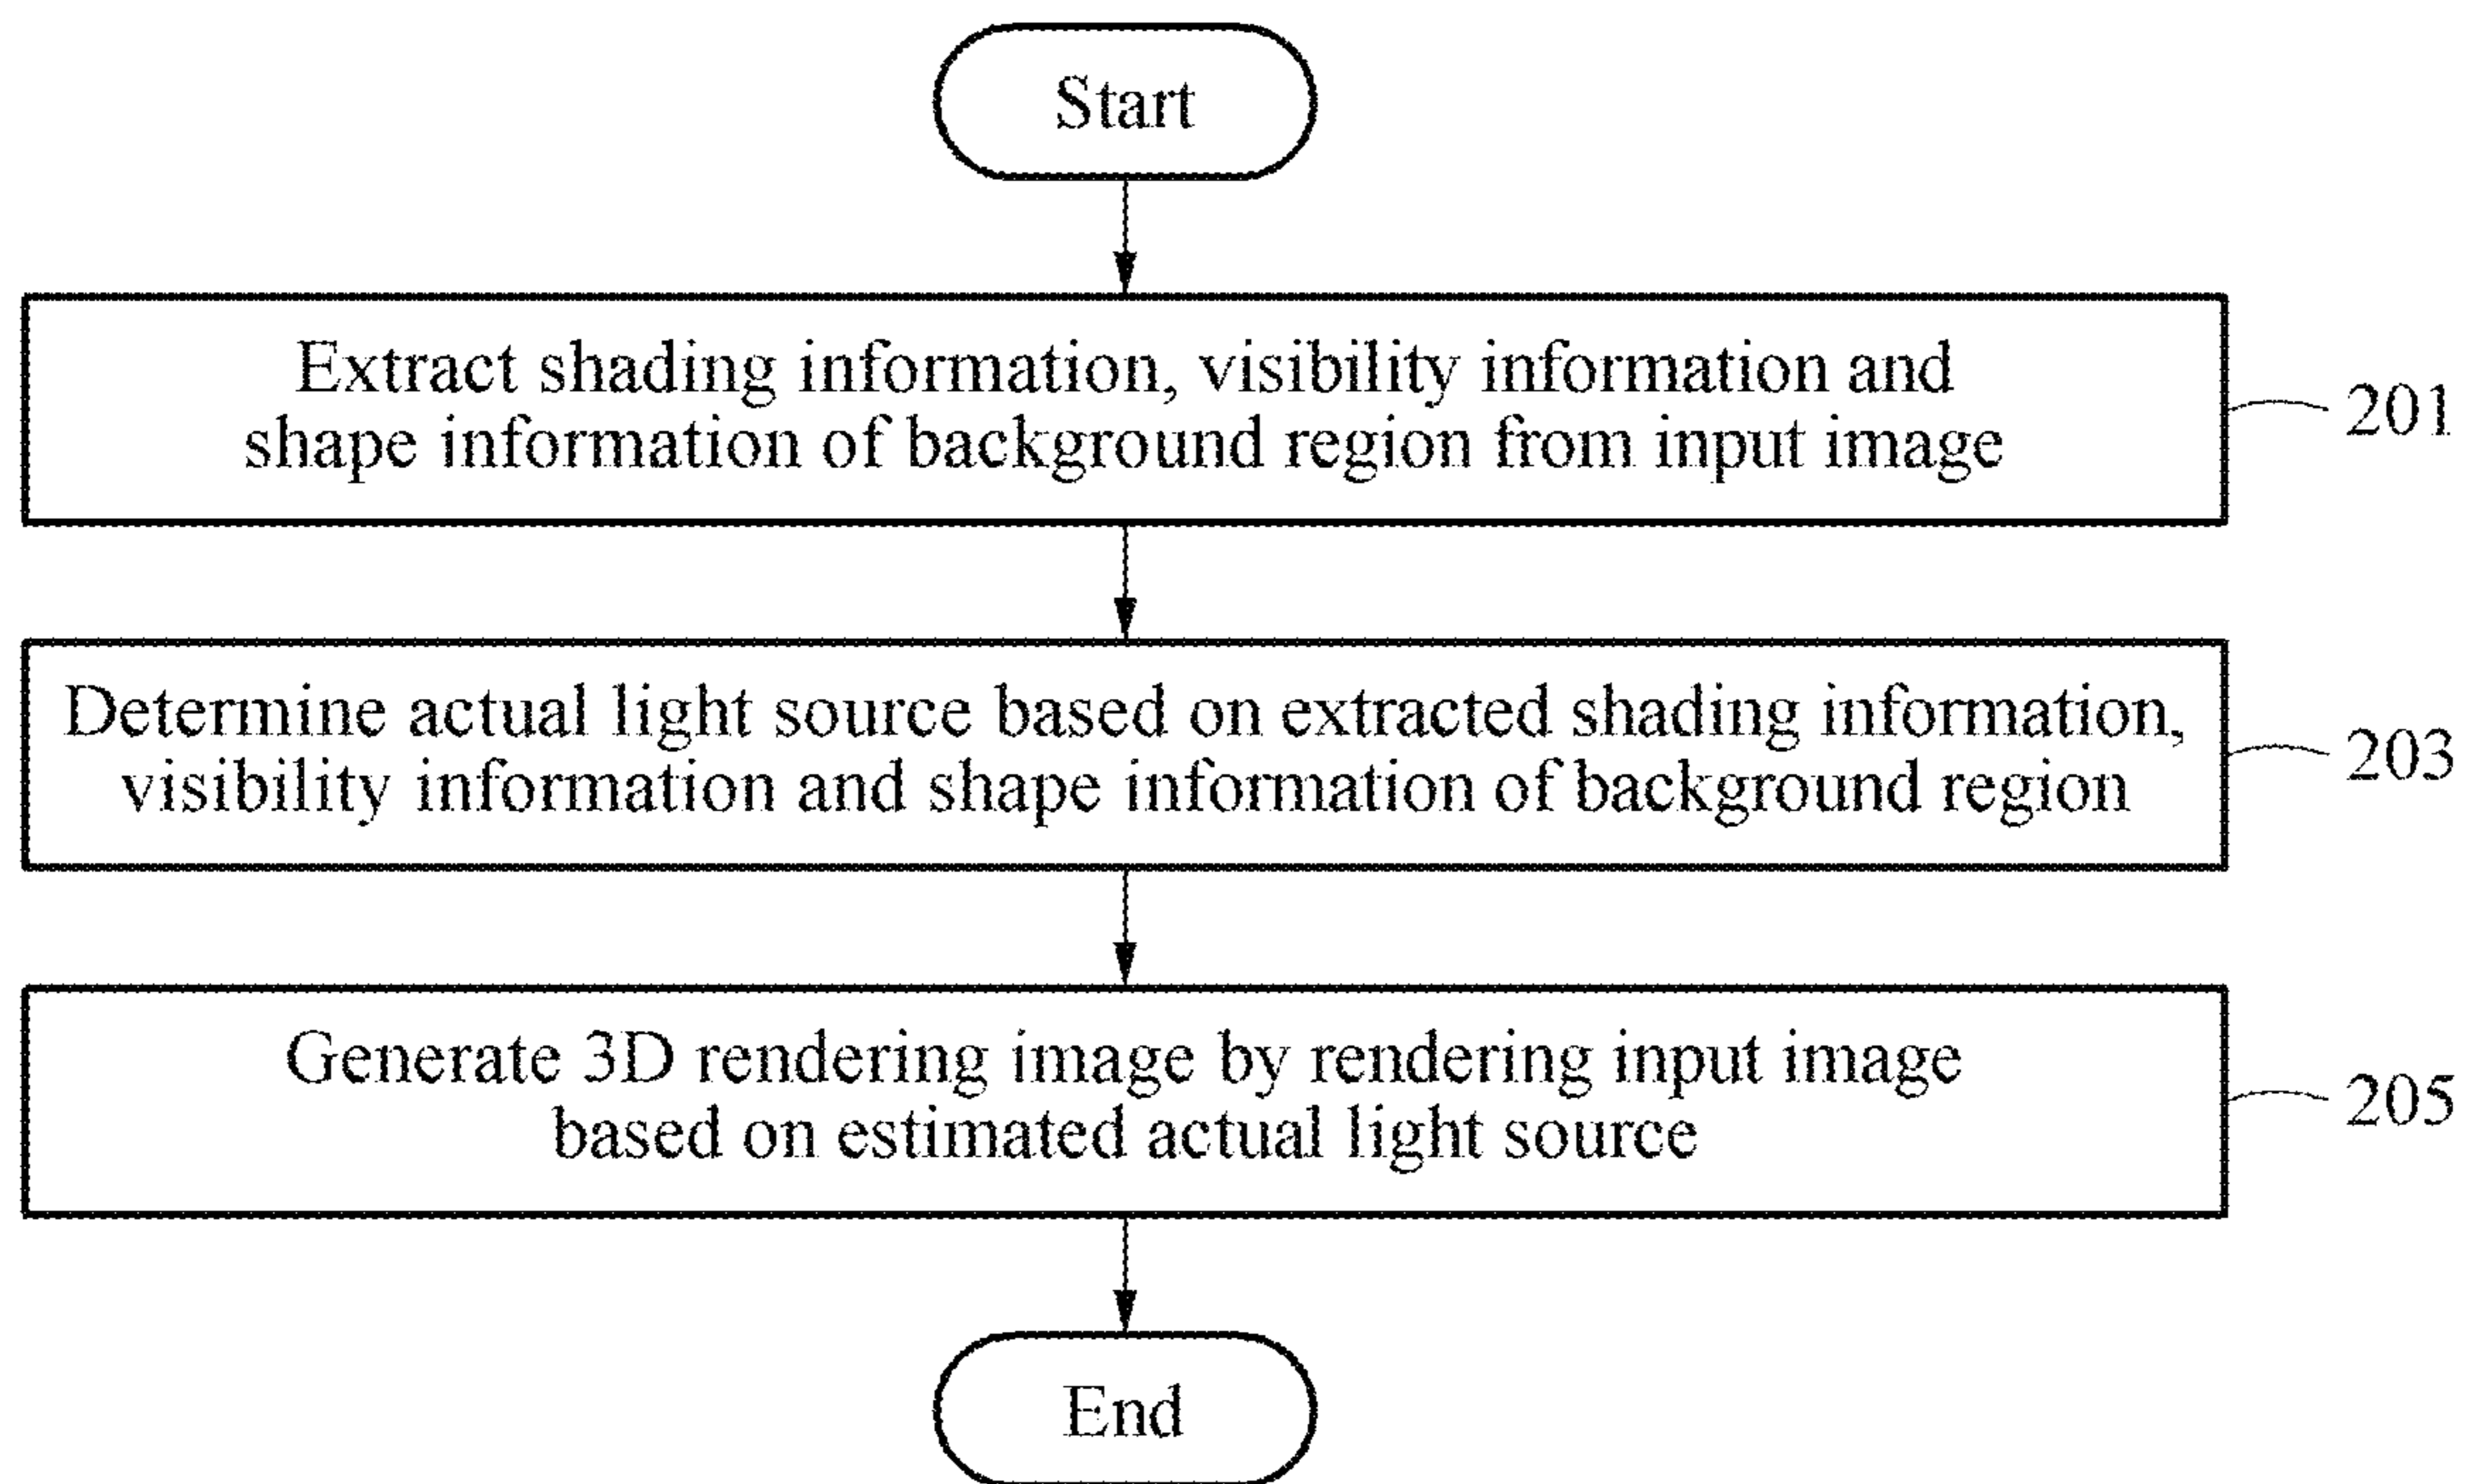 Start
Extract shading information, visibility information and
shape information of background region from input image
201
Determine actual light source based on extracted shading information,
visibility information and shape information of background region
203
Generate 3D rendering image by rendering input image
based on estimated actual light source
205
End